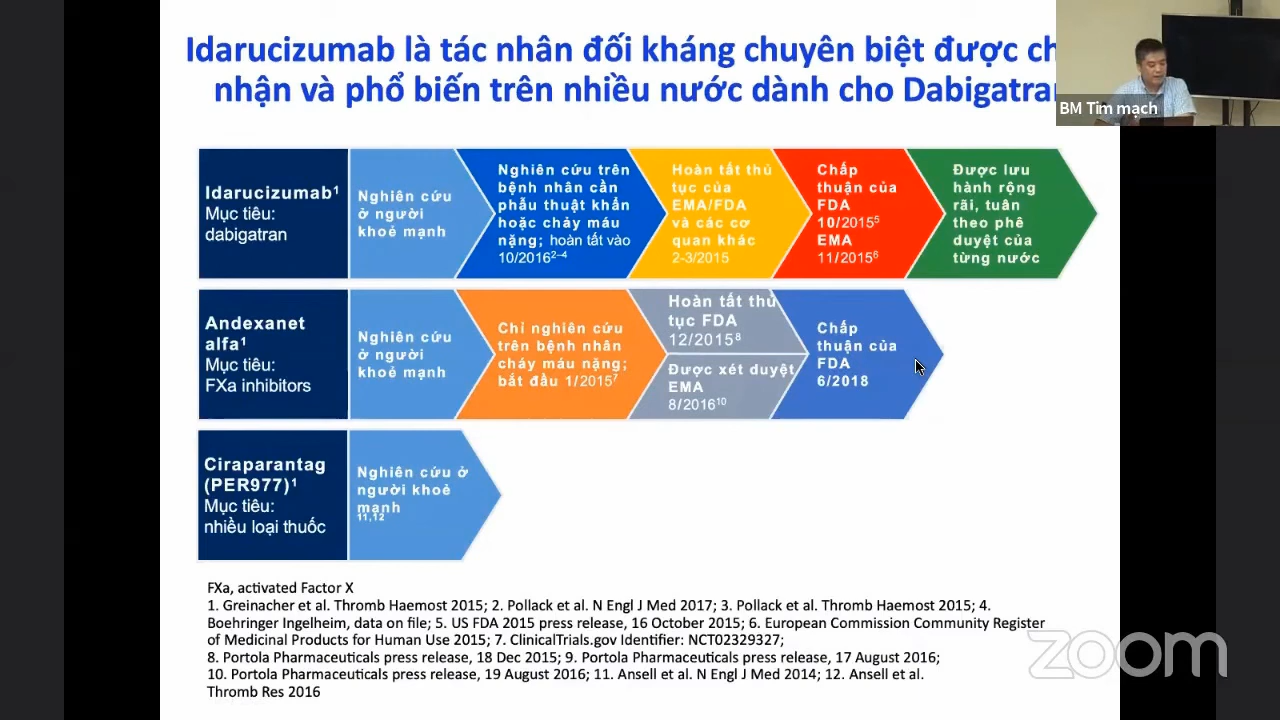 Idarucizumab là tác nhân đối kháng chuyên biệt được ch
nhận và phổ biến trên nhiều nước dành cho Dabigatran
BM Tim mạch
Idarucizumab¹
Mục tiêu:
dabigatran
Nghiên cứu
ở người
khoẻ mạnh
Nghiên cứu trên
bệnh nhân cần
phẫu thuật khẩn
hoặc chảy máu
nặng; hoàn tất vào
10/2016²⁻⁴
Hoàn tất thủ
tục của
EMA/FDA
và các cơ
quan khác
2-3/2015
Chấp
thuận của
FDA
10/2015⁵
EMA
11/2015⁶
Được lưu
hành rộng
rãi, tuân
theo phê
duyệt của
từng nước
Andexanet
alfa¹
Mục tiêu:
FXa inhibitors
Nghiên cứu
ở người
khoẻ mạnh
Chỉ nghiên cứu
trên bệnh nhân
chảy máu nặng;
bắt đầu 1/2015⁷
Hoàn tất thủ
tục FDA
12/2015⁸
Được xét duyệt
EMA
8/2016¹⁰
Chấp
thuận của
FDA
6/2018
Ciraparantag
(PER977)¹
Mục tiêu:
nhiều loại thuốc
Nghiên cứu ở
người khoẻ
mạnh
11,12
FXa, activated Factor X
1. Greinacher et al. Thromb Haemost 2015; 2. Pollack et al. N Engl J Med 2017; 3. Pollack et al. Thromb Haemost 2015; 4.
Boehringer Ingelheim, data on file; 5. US FDA 2015 press release, 16 October 2015; 6. European Commission Community Register
of Medicinal Products for Human Use 2015; 7. ClinicalTrials.gov Identifier: NCT02329327;
8. Portola Pharmaceuticals press release, 18 Dec 2015; 9. Portola Pharmaceuticals press release, 17 August 2016;
10. Portola Pharmaceuticals press release, 19 August 2016; 11. Ansell et al. N Engl J Med 2014; 12. Ansell et al.
Thromb Res 2016
zoom